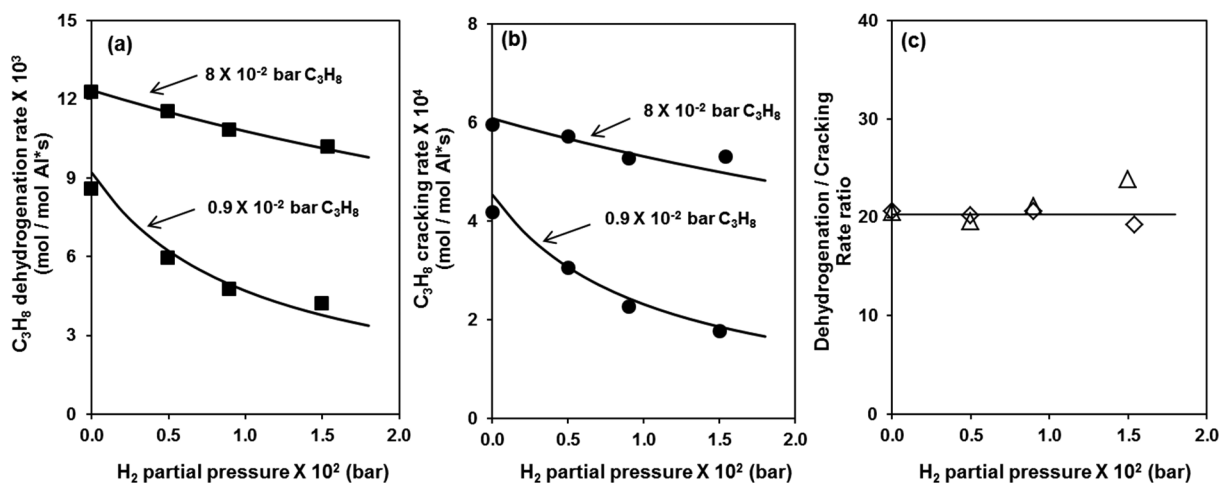 C₃H₈ dehydrogenation rate X 10³
(mol / mol Al*s)
15
12
9
6
3
0
(a)
8 X 10⁻² bar C₃H₈
0.9 X 10⁻² bar C₃H₈
0.0 0.5 1.0 1.5 2.0
H₂ partial pressure X 10² (bar)
C₃H₈ cracking rate X 10⁴
(mol / mol Al*s)
8
6
4
2
0
(b)
8 X 10⁻² bar C₃H₈
0.9 X 10⁻² bar C₃H₈
0.0 0.5 1.0 1.5 2.0
H₂ partial pressure X 10² (bar)
Dehydrogenation / Cracking
Rate ratio
40
30
20
10
0
(c)
0.0 0.5 1.0 1.5 2.0
H₂ partial pressure X 10² (bar)